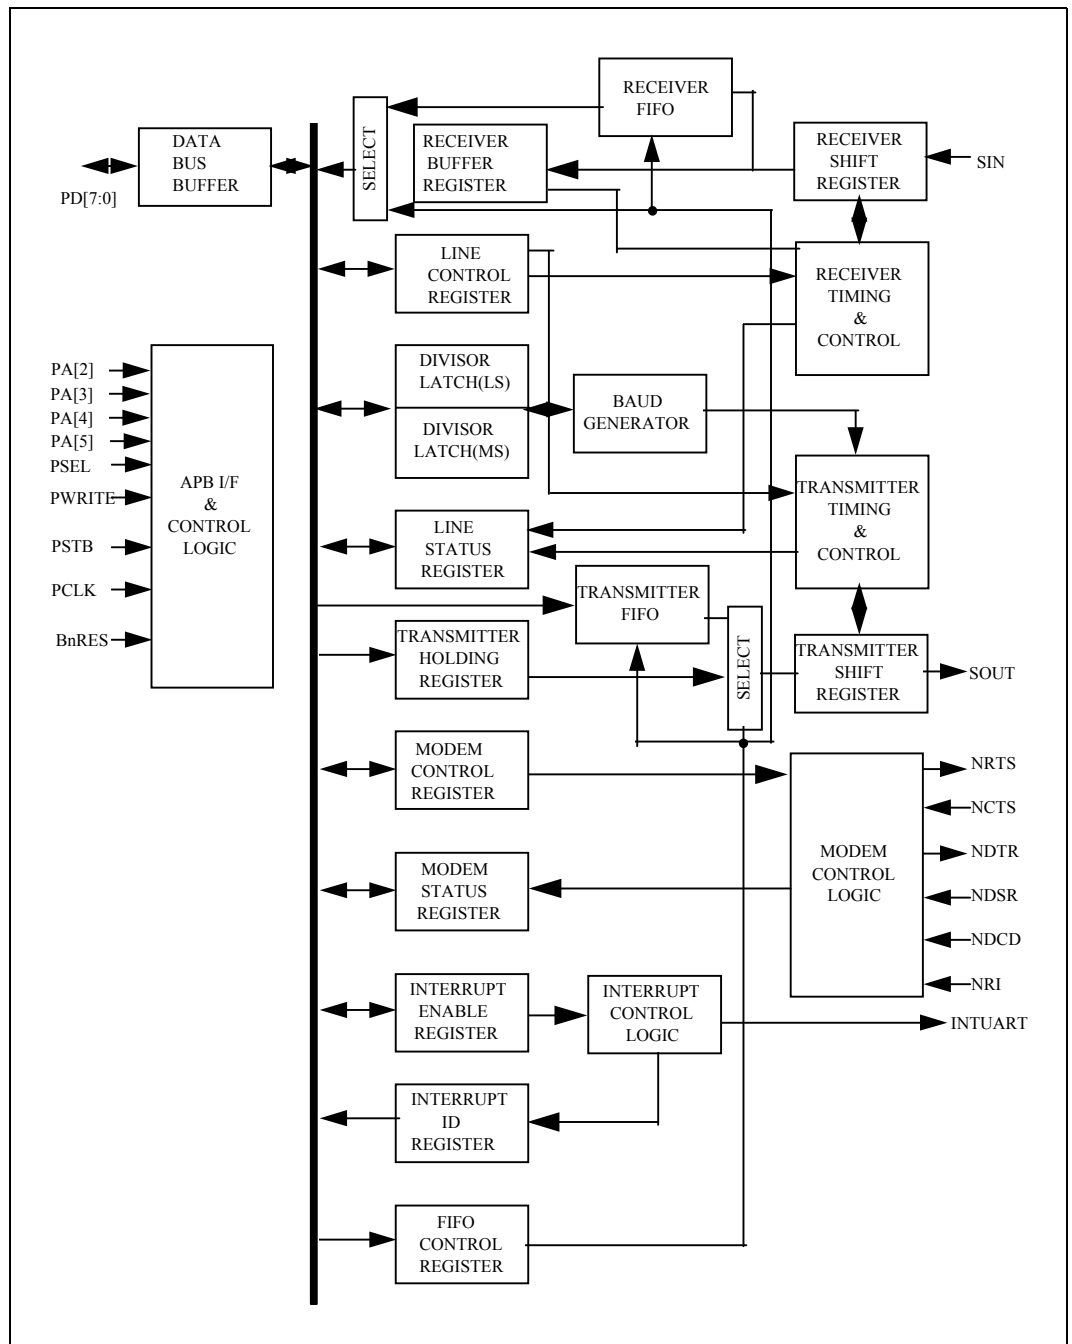 RECEIVER
FIFO
SELECT
DATA
BUS
BUFFER
PD[7:0]
RECEIVER
BUFFER
REGISTER
RECEIVER
SHIFT
REGISTER
SIN
LINE
CONTROL
REGISTER
RECEIVER
TIMING
&
CONTROL
PA[2]
PA[3]
PA[4]
PA[5]
PSEL
PWRITE
PSTB
PCLK
BnRES
APB I/F
&
CONTROL
LOGIC
DIVISOR
LATCH(LS)
DIVISOR
LATCH(MS)
BAUD
GENERATOR
TRANSMITTER
TIMING
&
CONTROL
LINE
STATUS
REGISTER
TRANSMITTER
FIFO
SELECT
TRANSMITTER
HOLDING
REGISTER
TRANSMITTER
SHIFT
REGISTER
SOUT
MODEM
CONTROL
REGISTER
MODEM
CONTROL
LOGIC
NRTS
NCTS
NDTR
NDSR
NDCD
NRI
MODEM
STATUS
REGISTER
INTERRUPT
ENABLE
REGISTER
INTERRUPT
CONTROL
LOGIC
INTUART
INTERRUPT
ID
REGISTER
FIFO
CONTROL
REGISTER